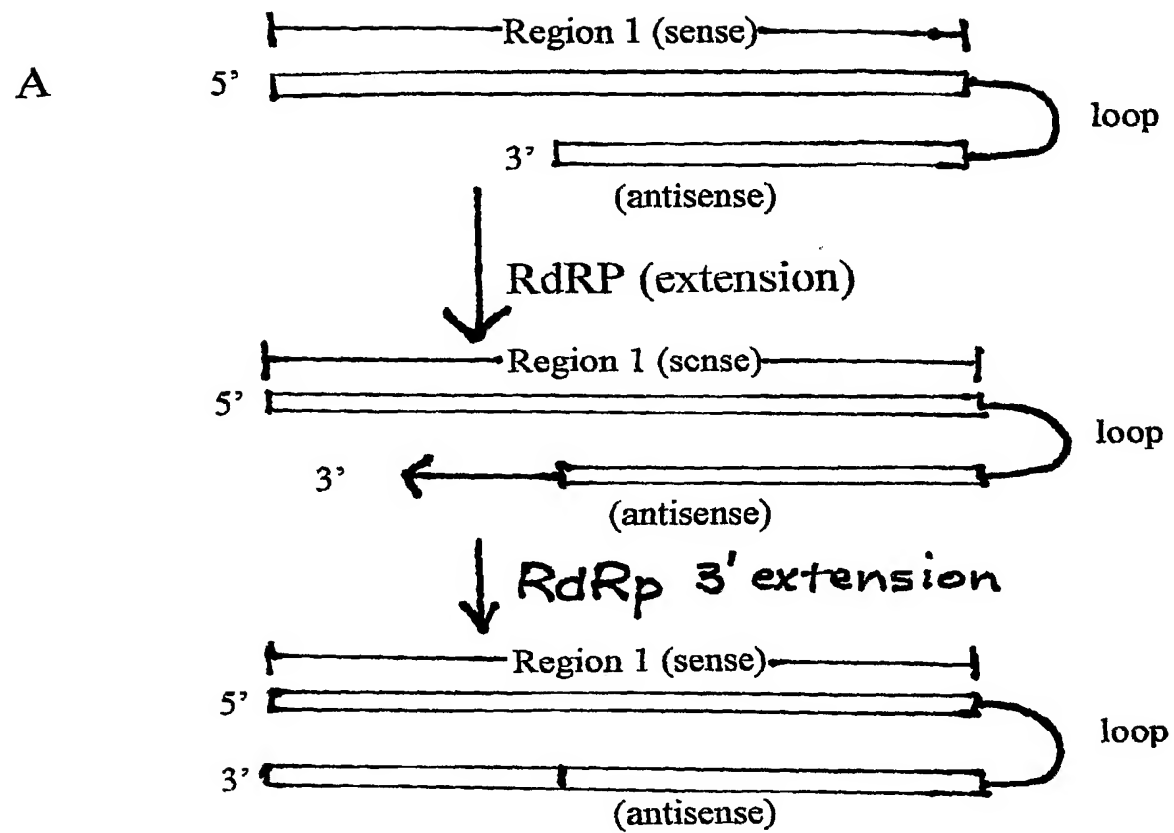 Region 1 (sense)
A
5’
loop
3’
(antisense)
RdRP (extension)
Region 1 (sense)
5’
loop
3’
(antisense)
RdRp 3' extension
Region 1 (sense)
5’
loop
3’
(antisense)